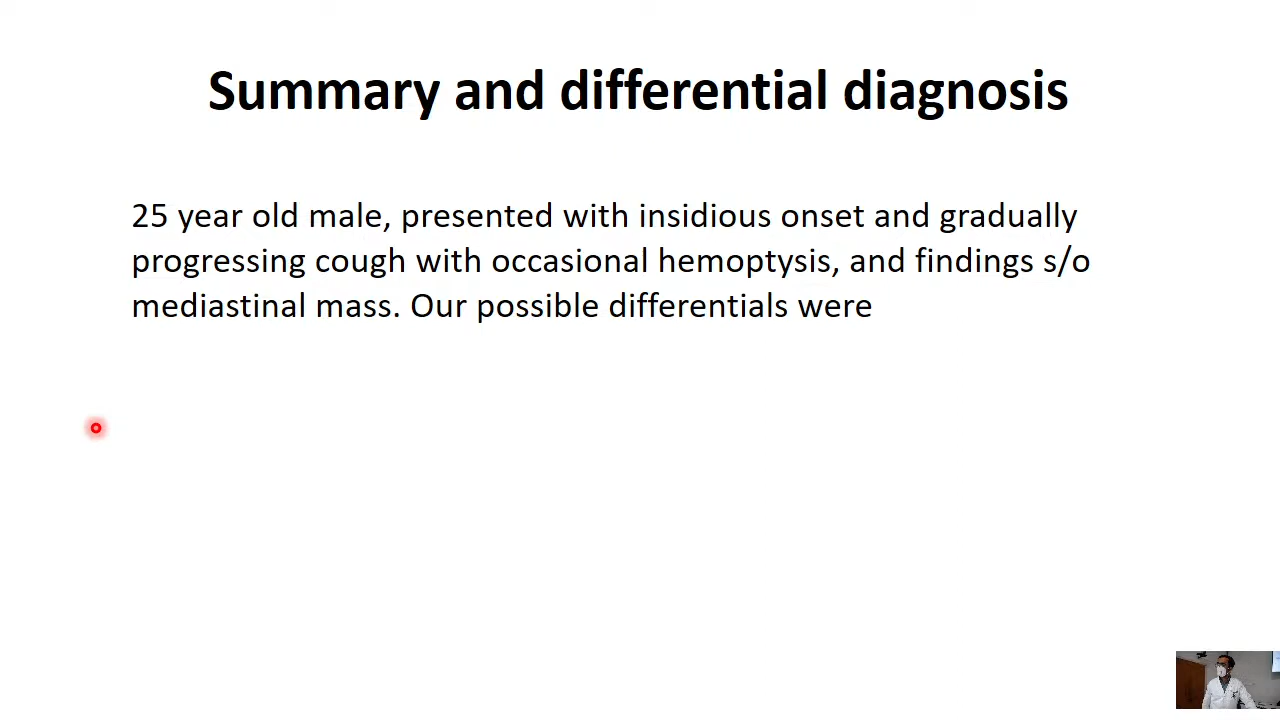 Summary and differential diagnosis
25 year old male, presented with insidious onset and gradually
progressing cough with occasional hemoptysis, and findings s/o
mediastinal mass. Our possible differentials were